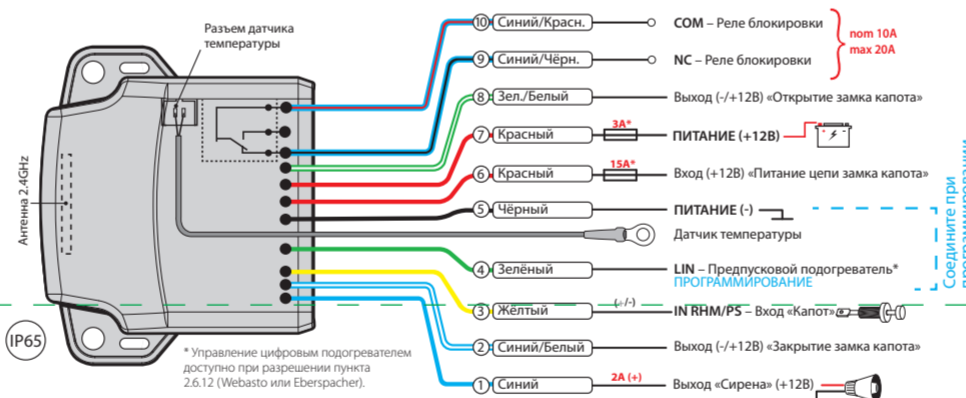 Разъем датчика
температуры
Антенна 2.4GHz
IP65
* Управление цифровым подогревателем
доступно при разрешении пункта
2.6.12 (Webasto или Eberspacher).
10 Синий/Красн. COM – Реле блокировки
nom 10A
max 20A
9 Синий/Чёрн. NC – Реле блокировки
8 Зел./Белый Выход (-/+12В) «Открытие замка капота»
7 Красный 3А* ПИТАНИЕ (+12В)
6 Красный 15А* Вход (+12В) «Питание цепи замка капота»
5 Чёрный ПИТАНИЕ (-)
Датчик температуры
4 Зелёный LIN – Предпусковой подогреватель*
ПРОГРАММИРОВАНИЕ
3 Жёлтый (+/-) IN RHM/PS – Вход «Капот»
2 Синий/Белый Выход (-/+12В) «Закрытие замка капота»
1 Синий 2А (+) Выход «Сирена» (+12В)
Соедините при
программировании